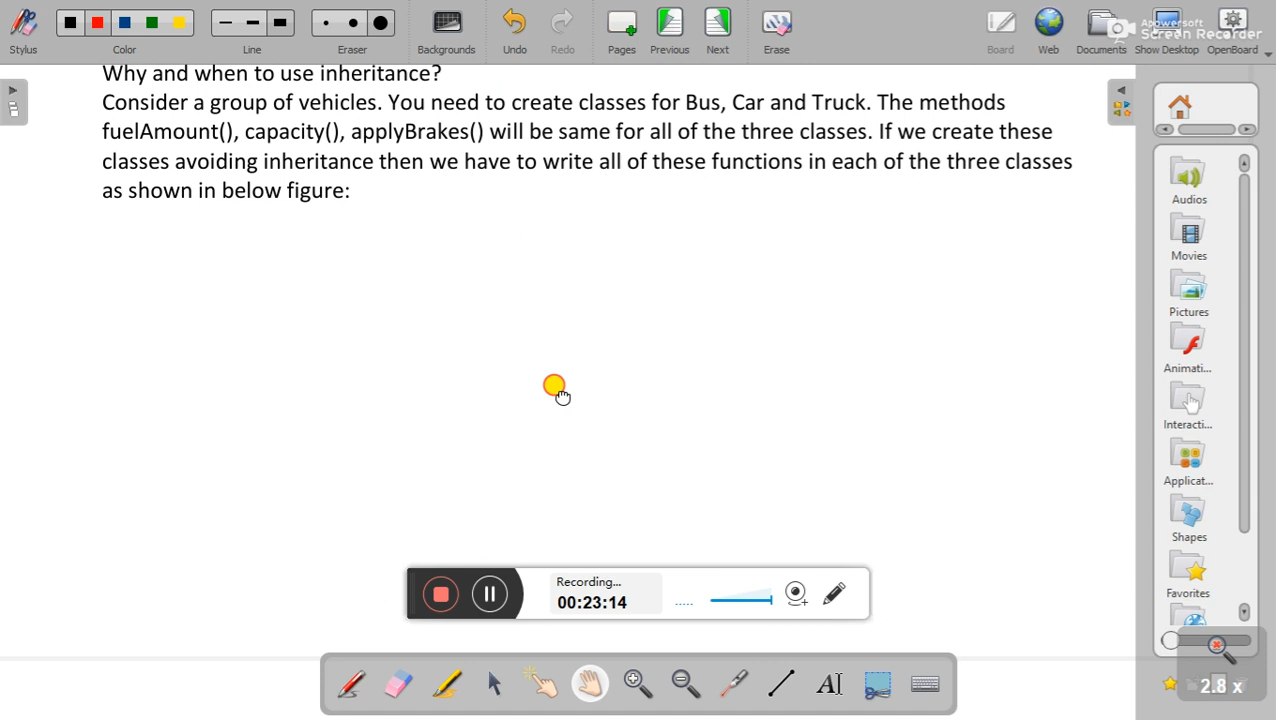 Stylus
Color
Line
Eraser
Backgrounds
Undo
Redo
Pages
Previous
Next
Erase
Board
Web
Documents
Show Desktop
OpenBoard
Apowersoft
Screen Recorder
Why and when to use inheritance?
Consider a group of vehicles. You need to create classes for Bus, Car and Truck. The methods
fuelAmount(), capacity(), applyBrakes() will be same for all of the three classes. If we create these
classes avoiding inheritance then we have to write all of these functions in each of the three classes
as shown in below figure:
Audios
Movies
Pictures
Animati...
Interacti...
Applicat...
Shapes
Favorites
Recording...
00:23:14
2.8 x